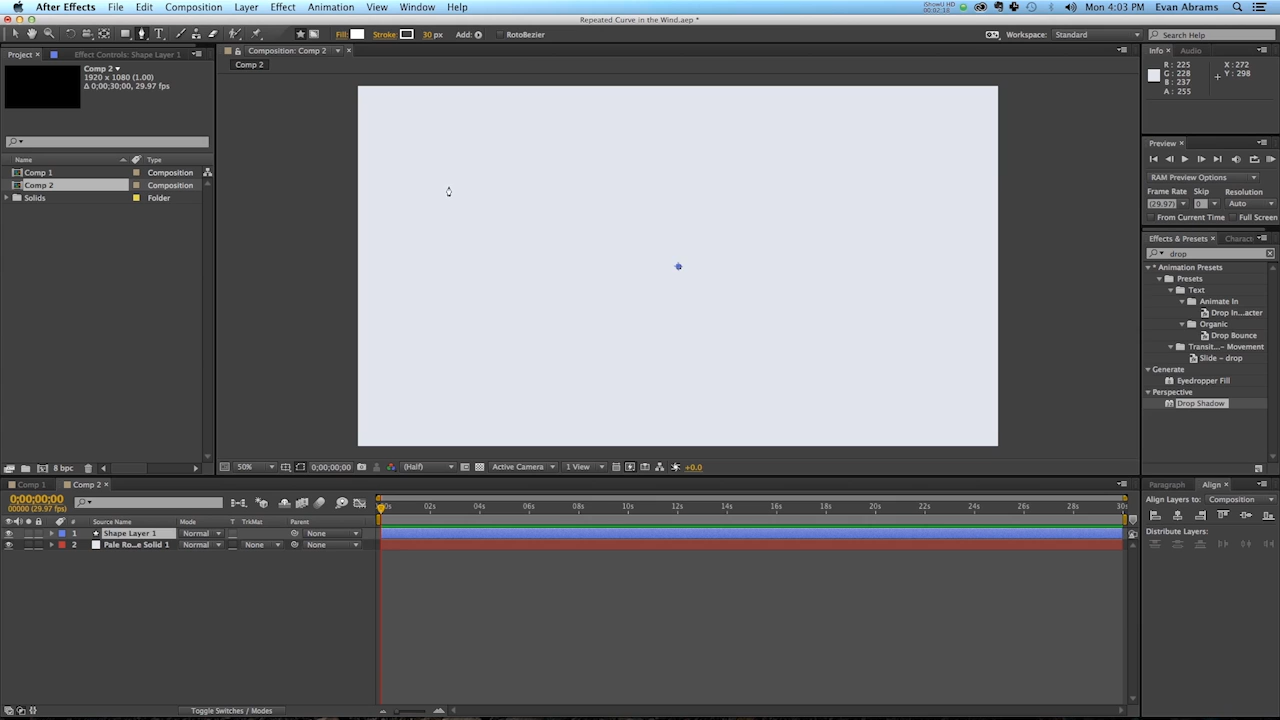 After Effects File Edit Composition Layer Effect Animation View Window Help iShowU HD 00:02:18 Mon 4:03 PM Evan Abrams
Repeated Curve in the Wind.aep *
Fill: Stroke: 30 px Add: RotoBezier Workspace: Standard Search Help
Project × Effect Controls: Shape Layer 1
Composition: Comp 2 ×
Info × Audio
Comp 2
Comp 2 ▾
1920 x 1080 (1.00)
Δ 0;00;30;00, 29.97 fps
R : 225
G : 228
B : 237
A : 255
X : 272
Y : 298
Name Type
Comp 1 Composition
Comp 2 Composition
Solids Folder
Preview ×
RAM Preview Options
Frame Rate Skip Resolution
(29.97) 0 Auto
From Current Time Full Screen
Effects & Presets × Charact
drop
* Animation Presets
Presets
Text
Animate In
Drop In...acter
Organic
Drop Bounce
Transit...- Movement
Slide - drop
Generate
Eyedropper Fill
Perspective
Drop Shadow
8 bpc
50% 0;00;00;00 (Half) Active Camera 1 View +0.0
Comp 1 Comp 2 ×
0;00;00;00
00000 (29.97 fps)
# Source Name Mode T TrkMat Parent
1 Shape Layer 1 Normal None
2 Pale Ro...e Solid 1 Normal None None
02s 04s 06s 08s 10s 12s 14s 16s 18s 20s 22s 24s 26s 28s 30s
Paragraph Align ×
Align Layers to: Composition
Distribute Layers:
Toggle Switches / Modes